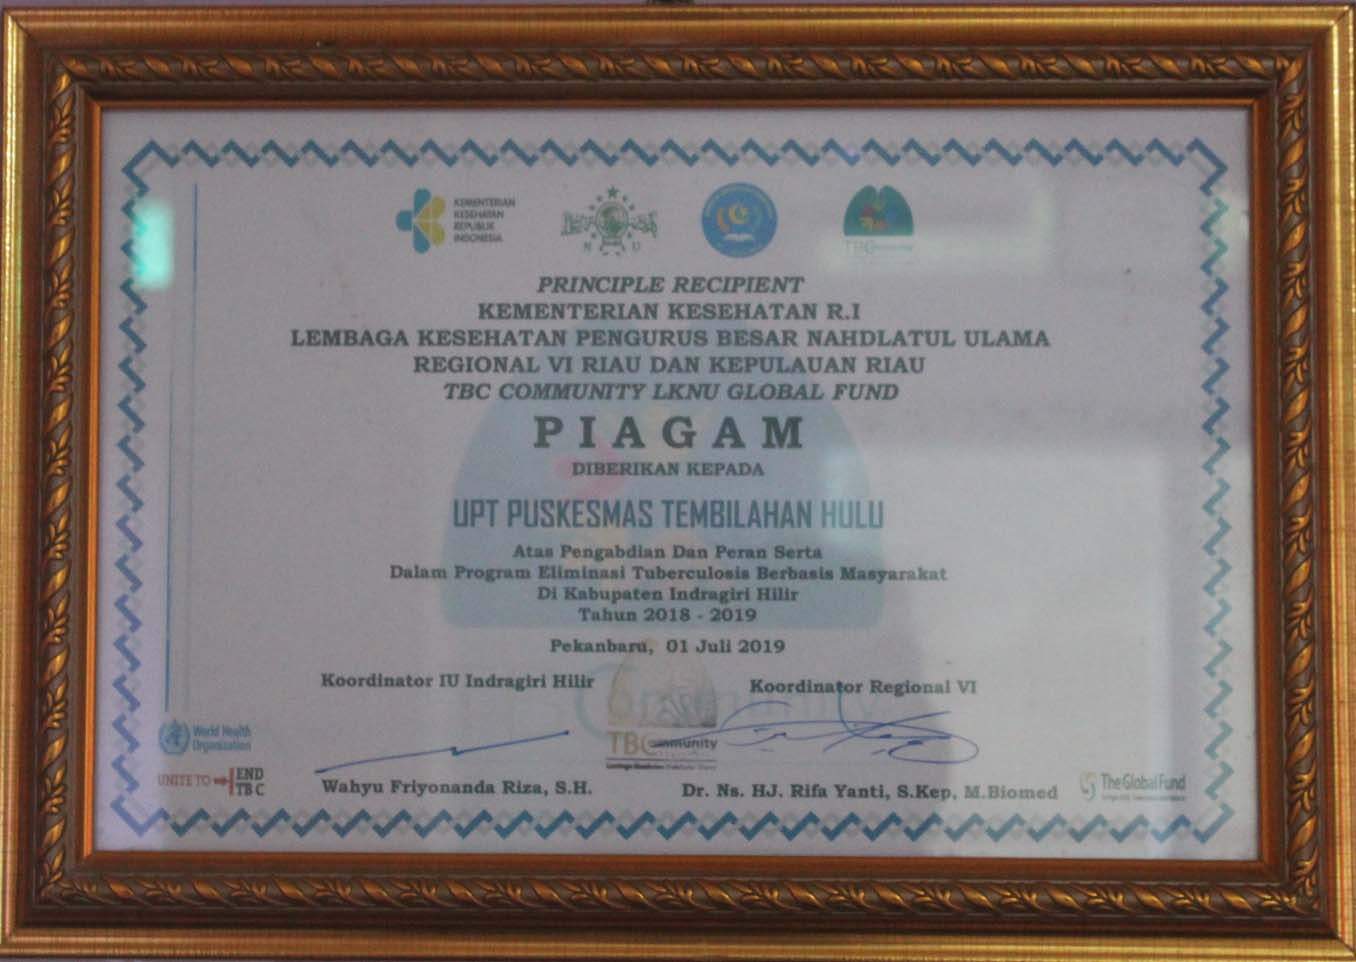 KEMENTERIAN
KESEHATAN
REPUBLIK
INDONESIA
N U
TBC
PRINCIPLE RECIPIENT
KEMENTERIAN KESEHATAN R.I
LEMBAGA KESEHATAN PENGURUS BESAR NAHDLATUL ULAMA
REGIONAL VI RIAU DAN KEPULAUAN RIAU
TBC COMMUNITY LKNU GLOBAL FUND
PIAGAM
DIBERIKAN KEPADA
UPT PUSKESMAS TEMBILAHAN HULU
Atas Pengabdian Dan Peran Serta
Dalam Program Eliminasi Tuberculosis Berbasis Masyarakat
Di Kabupaten Indragiri Hilir
Tahun 2018 - 2019
Pekanbaru, 01 Juli 2019
Koordinator IU Indragiri Hilir
Koordinator Regional VI
World Health
Organization
TBCommunity
UNITE TO END
TBC
Wahyu Friyonanda Riza, S.H.
Dr. Ns. HJ. Rifa Yanti, S.Kep, M.Biomed
The Global Fund